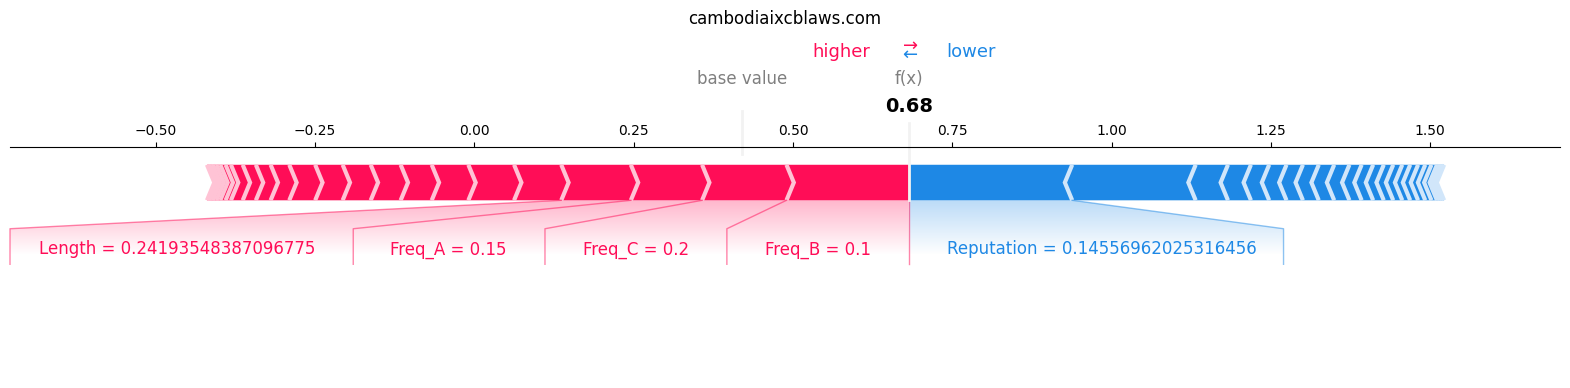 cambodiaixcblaws.com
higher ⇄ lower
base value f(x)
0.68
−0.50 −0.25 0.00 0.25 0.50 0.75 1.00 1.25 1.50
Length = 0.24193548387096775 Freq_A = 0.15 Freq_C = 0.2 Freq_B = 0.1 Reputation = 0.14556962025316456